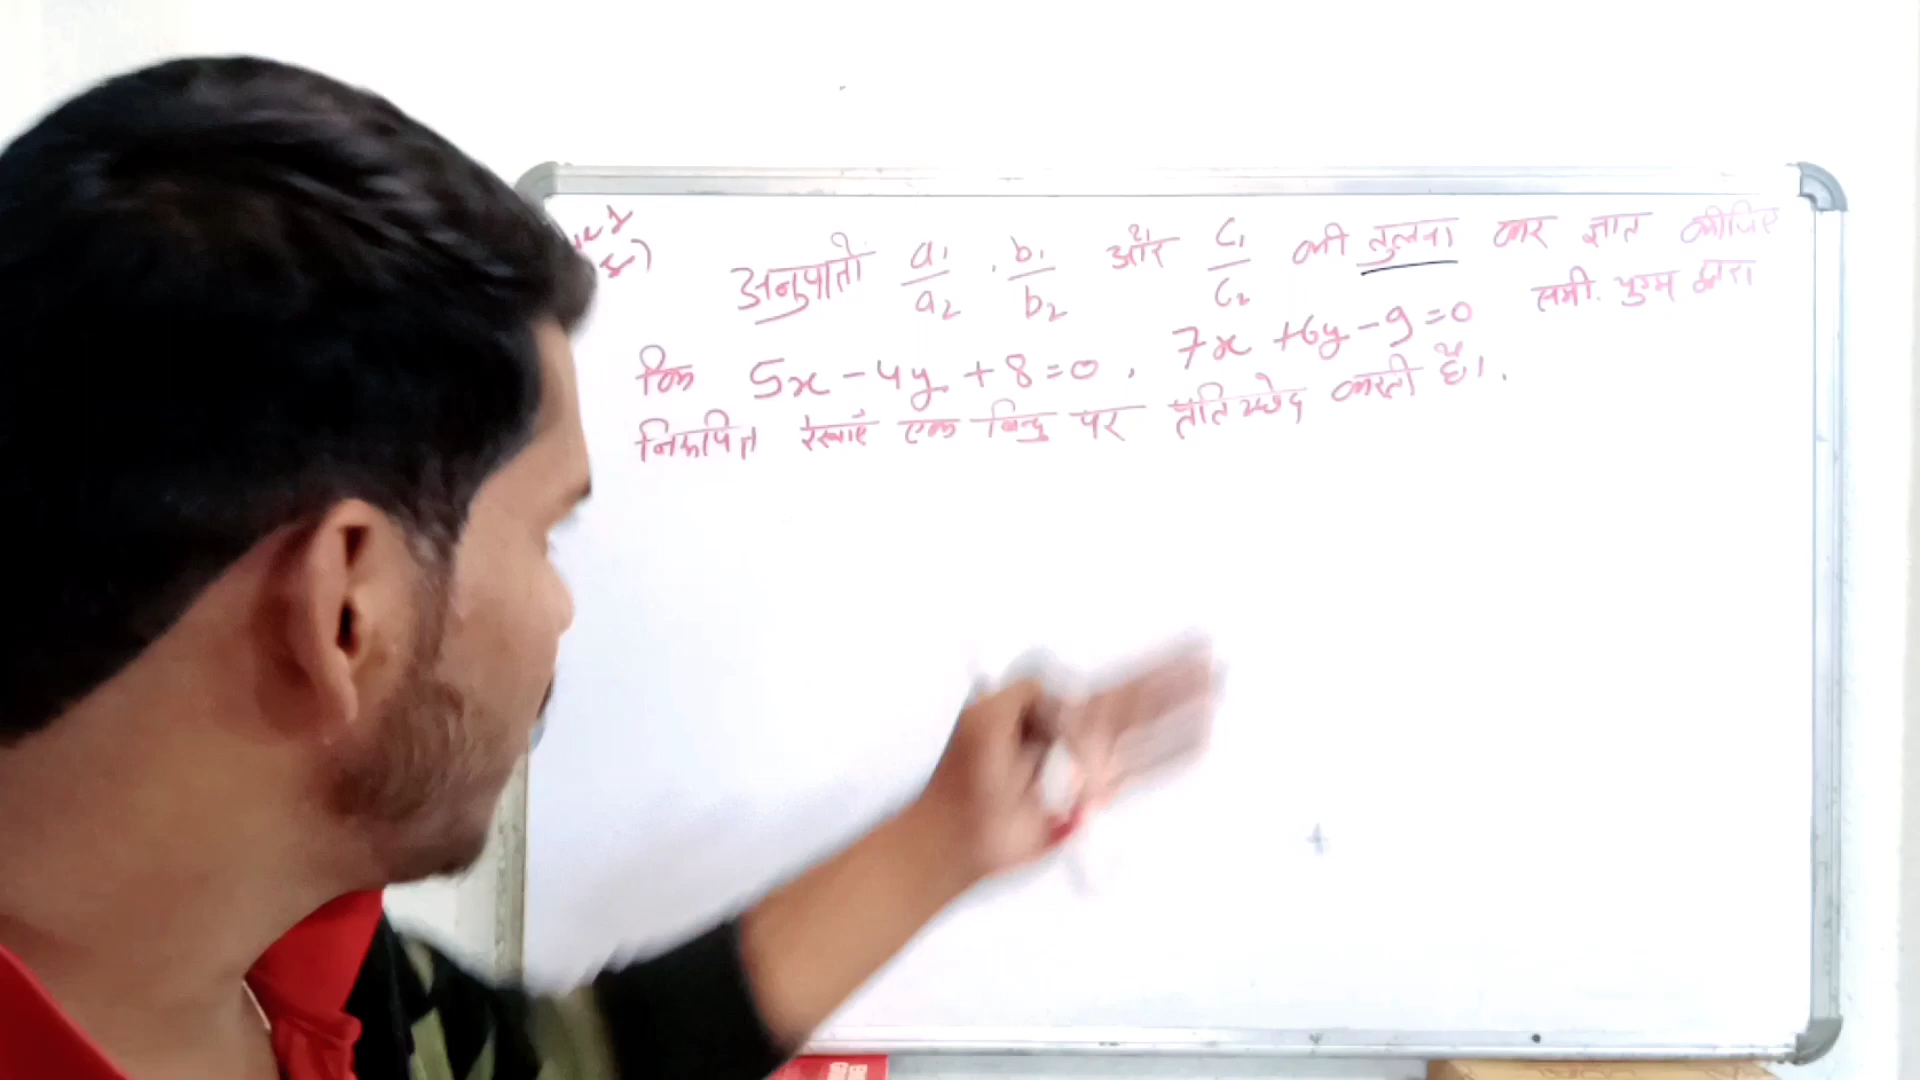 अनुपातो a₁/a₂ , b₁/b₂ और c₁/c₂ की तुलना कर ज्ञात कीजिए
कि 5x - 4y + 8 = 0 , 7x + 6y - 9 = 0 समी. युग्म द्वारा
निरूपित रेखाएँ एक बिन्दु पर प्रतिच्छेद करती हैं।